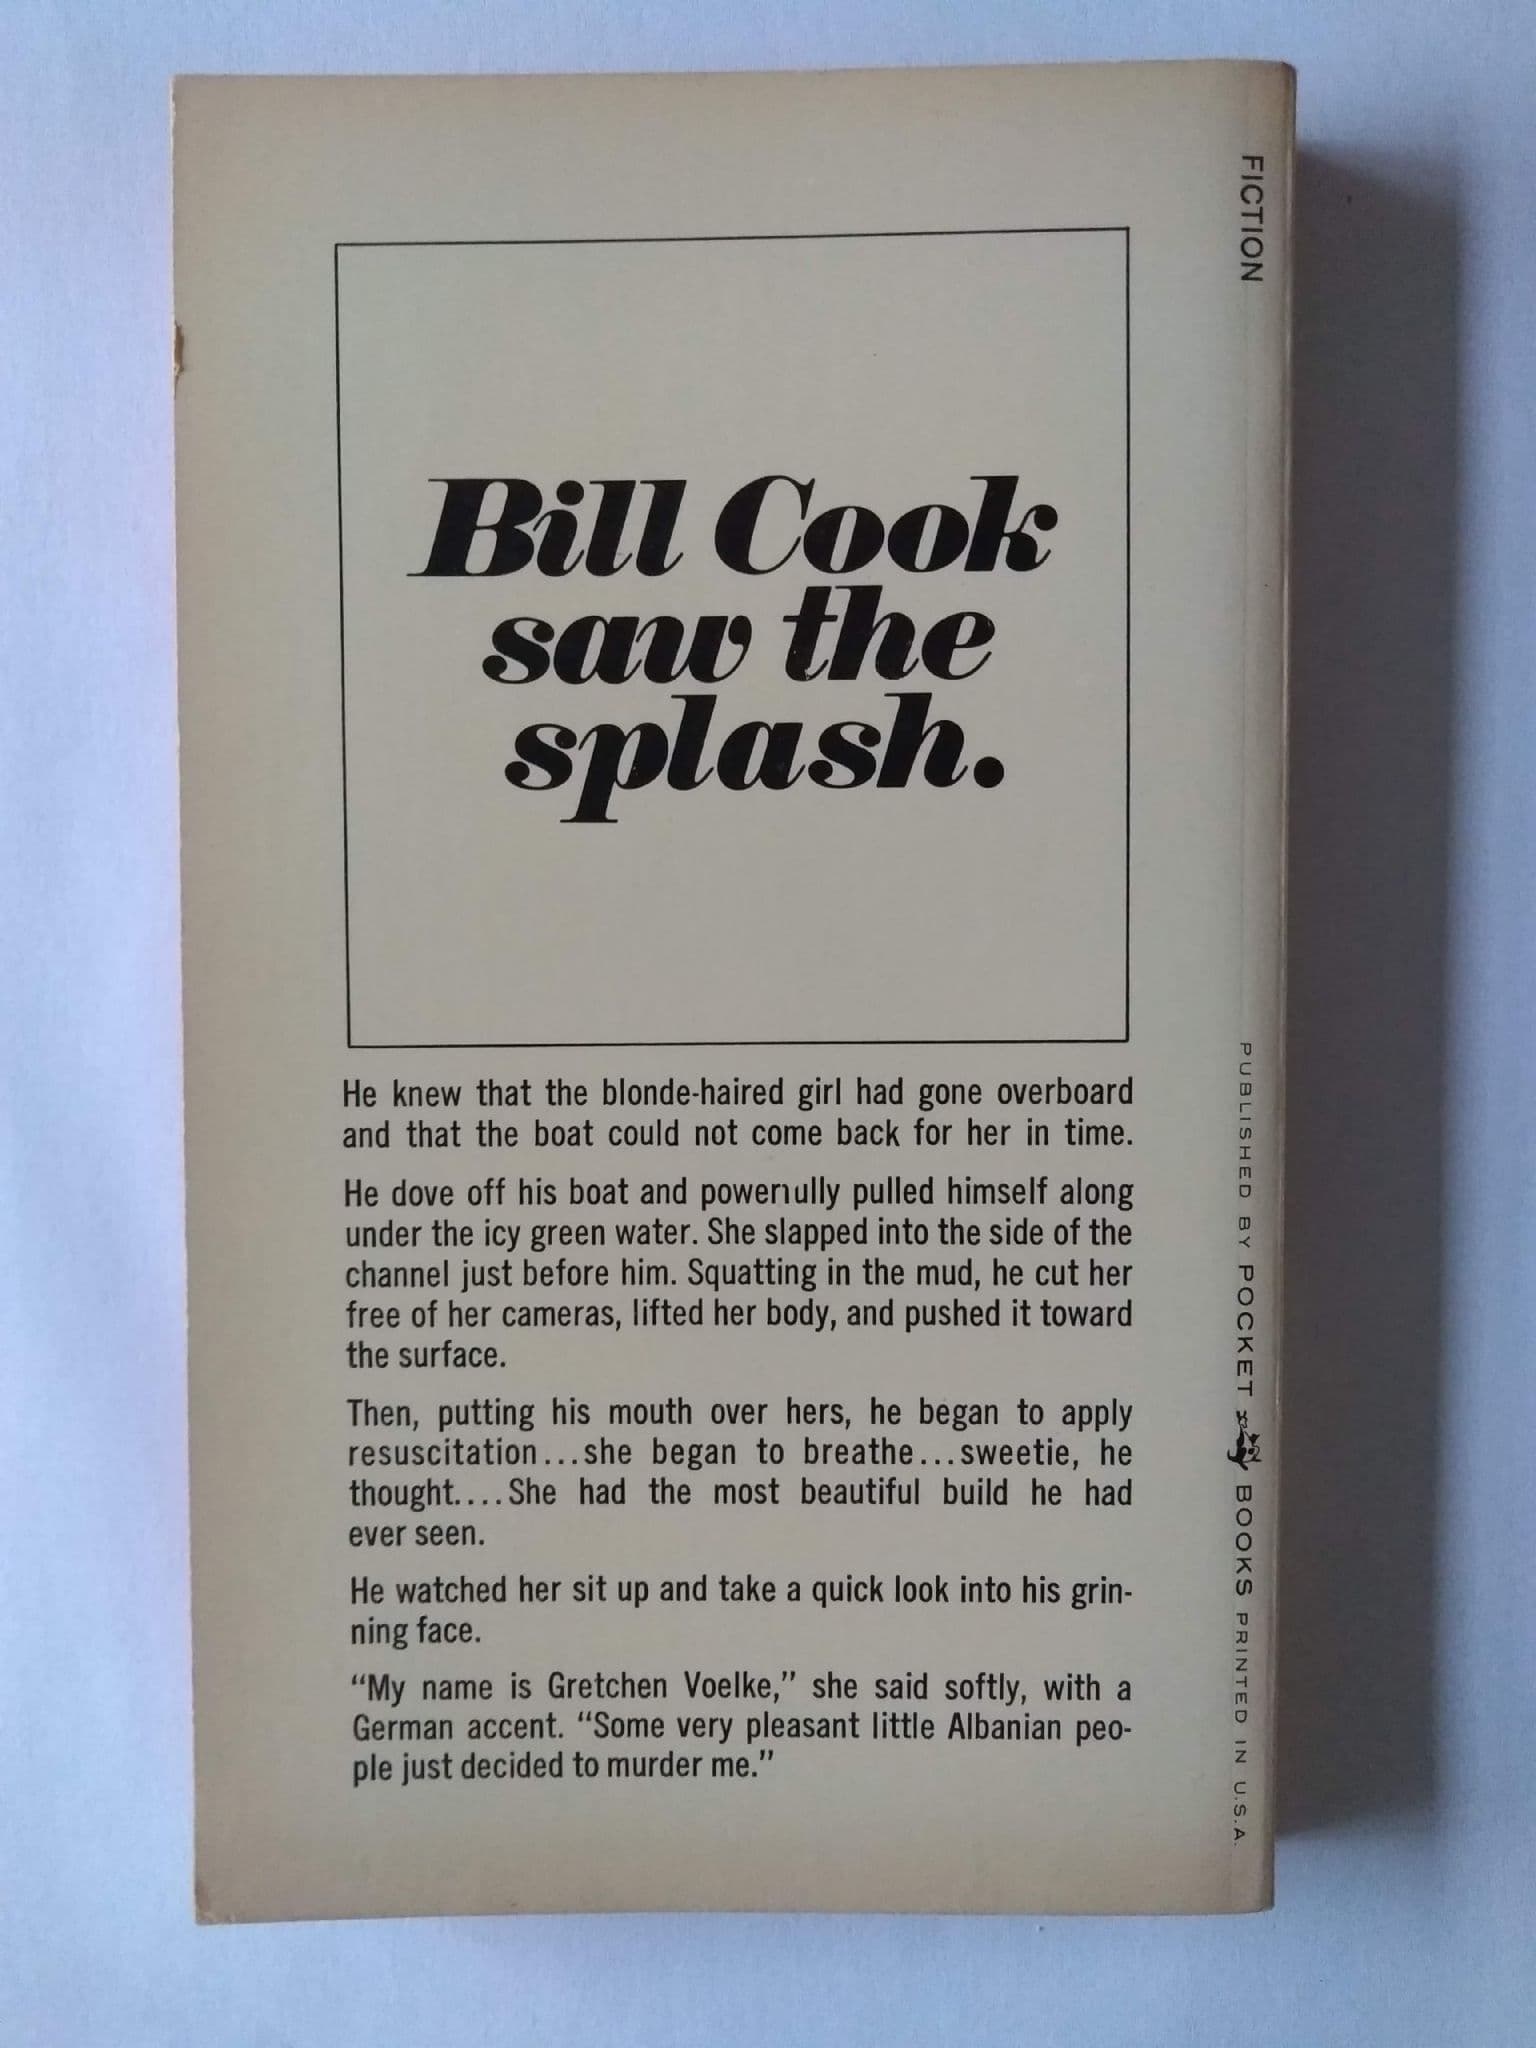 FICTION
Bill Cook
saw the
splash.
He knew that the blonde-haired girl had gone overboard
and that the boat could not come back for her in time.
He dove off his boat and powerfully pulled himself along
under the icy green water. She slapped into the side of the
channel just before him. Squatting in the mud, he cut her
free of her cameras, lifted her body, and pushed it toward
the surface.
Then, putting his mouth over hers, he began to apply
resuscitation...she began to breathe...sweetie, he
thought....She had the most beautiful build he had
ever seen.
He watched her sit up and take a quick look into his grin-
ning face.
“My name is Gretchen Voelke,” she said softly, with a
German accent. “Some very pleasant little Albanian peo-
ple just decided to murder me.”
PUBLISHED BY POCKET BOOKS PRINTED IN U.S.A.